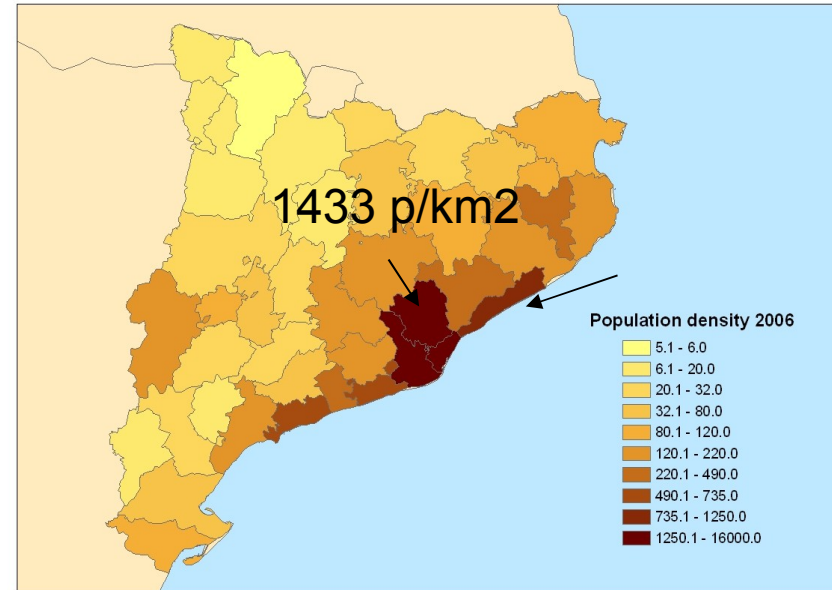 1433 p/km2
Population density 2006
5.1 - 6.0
6.1 - 20.0
20.1 - 32.0
32.1 - 80.0
80.1 - 120.0
120.1 - 220.0
220.1 - 490.0
490.1 - 735.0
735.1 - 1250.0
1250.1 - 16000.0